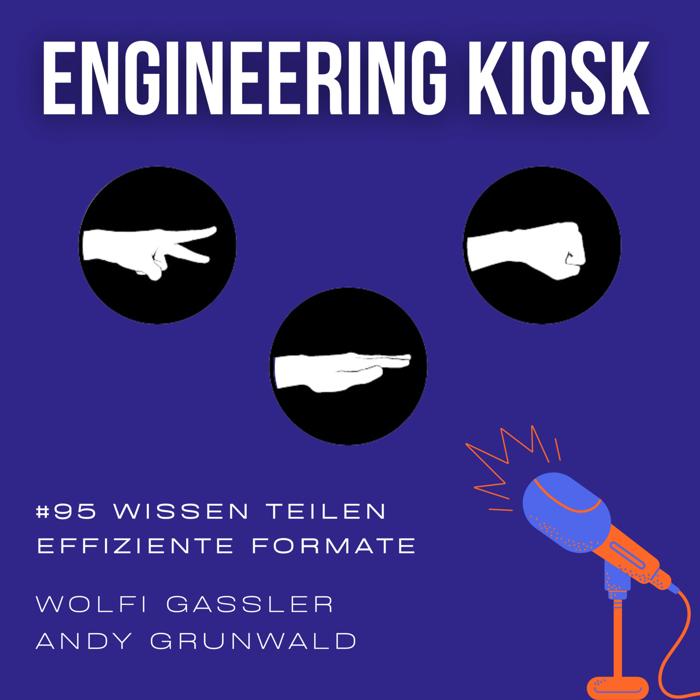 ENGINEERING KIOSK
#95 WISSEN TEILEN
EFFIZIENTE FORMATE
WOLFI GASSLER
ANDY GRUNWALD